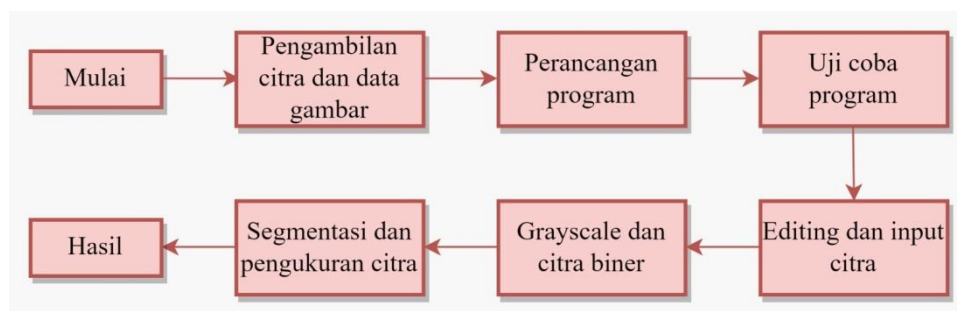 Mulai
Pengambilan
citra dan data
gambar
Perancangan
program
Uji coba
program
Editing dan input
citra
Grayscale dan
citra biner
Segmentasi dan
pengukuran citra
Hasil